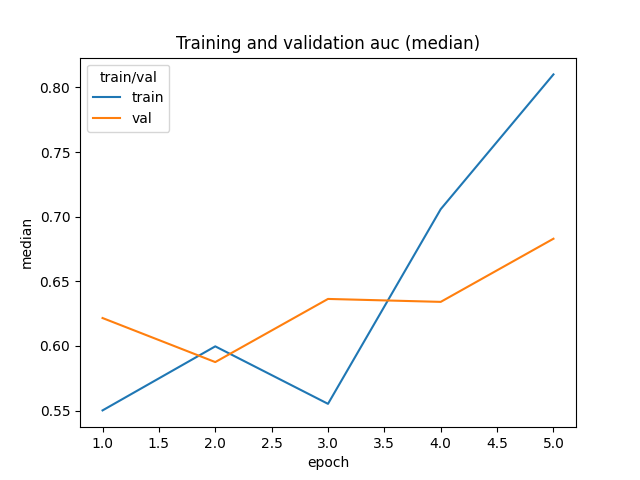 Training and validation auc (median)
train/val
train
val
0.80
0.75
0.70
0.65
0.60
0.55
median
1.0 1.5 2.0 2.5 3.0 3.5 4.0 4.5 5.0
epoch